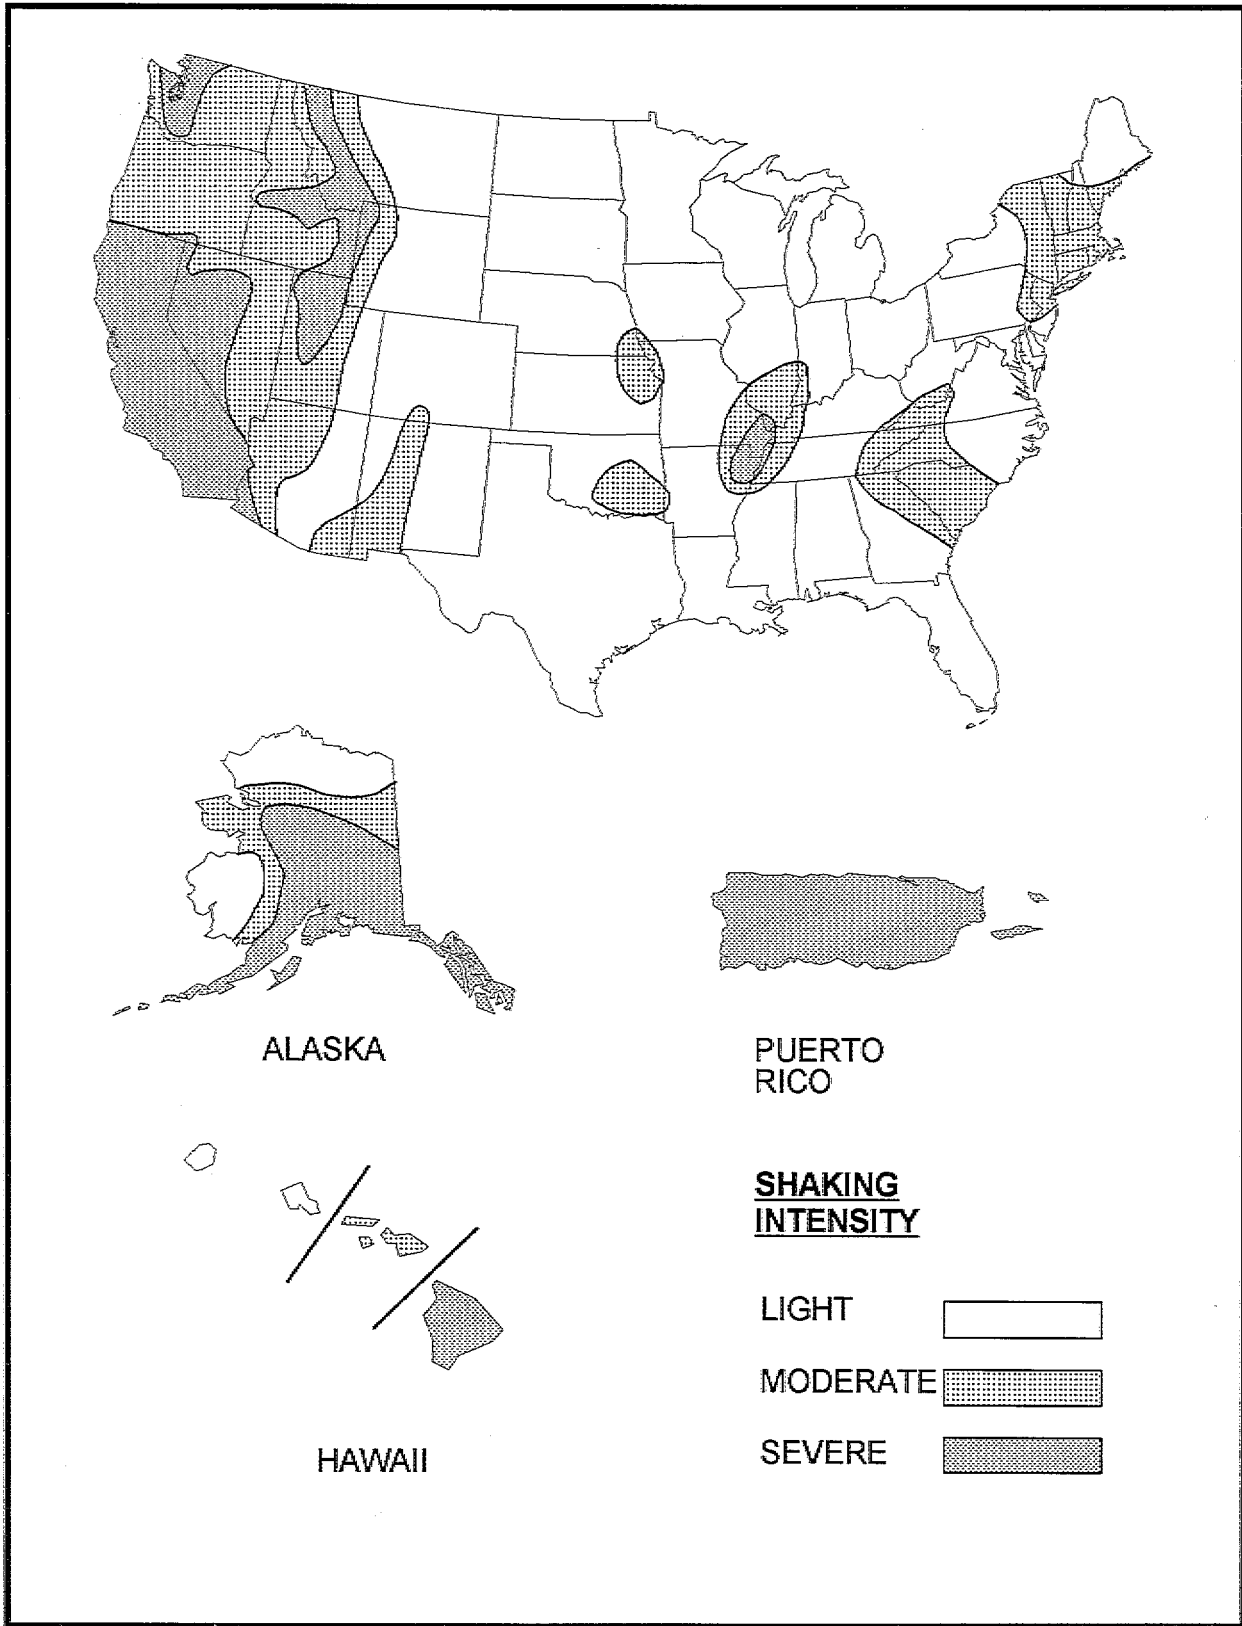 ALASKA
PUERTO
RICO
HAWAII
SHAKING
INTENSITY
LIGHT
MODERATE
SEVERE